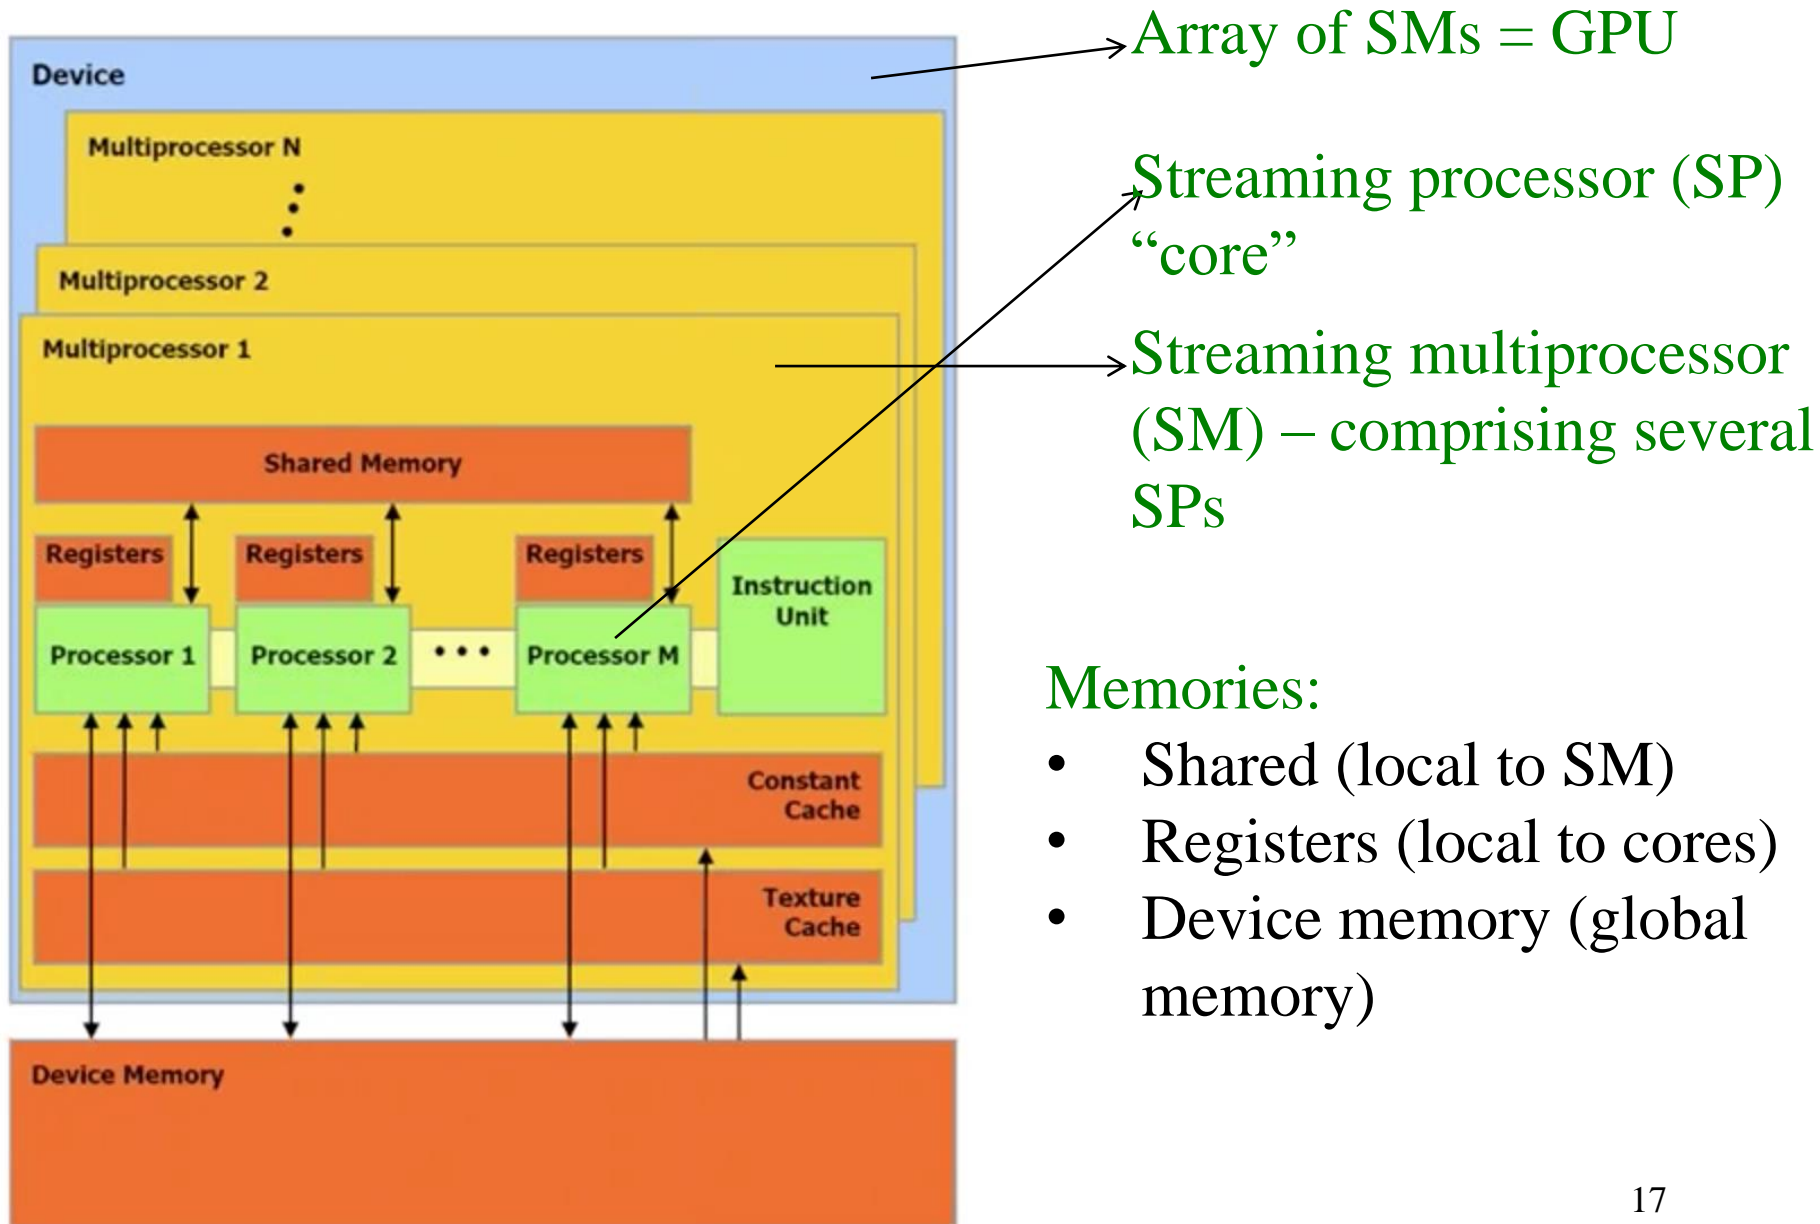 Device
Multiprocessor N
Multiprocessor 2
Multiprocessor 1
Shared Memory
Registers
Registers
Registers
Instruction
Unit
Processor 1
Processor 2
Processor M
Constant
Cache
Texture
Cache
Device Memory
Array of SMs = GPU
Streaming processor (SP)
“core”
Streaming multiprocessor
(SM) – comprising several
SPs
Memories:
• Shared (local to SM)
• Registers (local to cores)
• Device memory (global
memory)
17